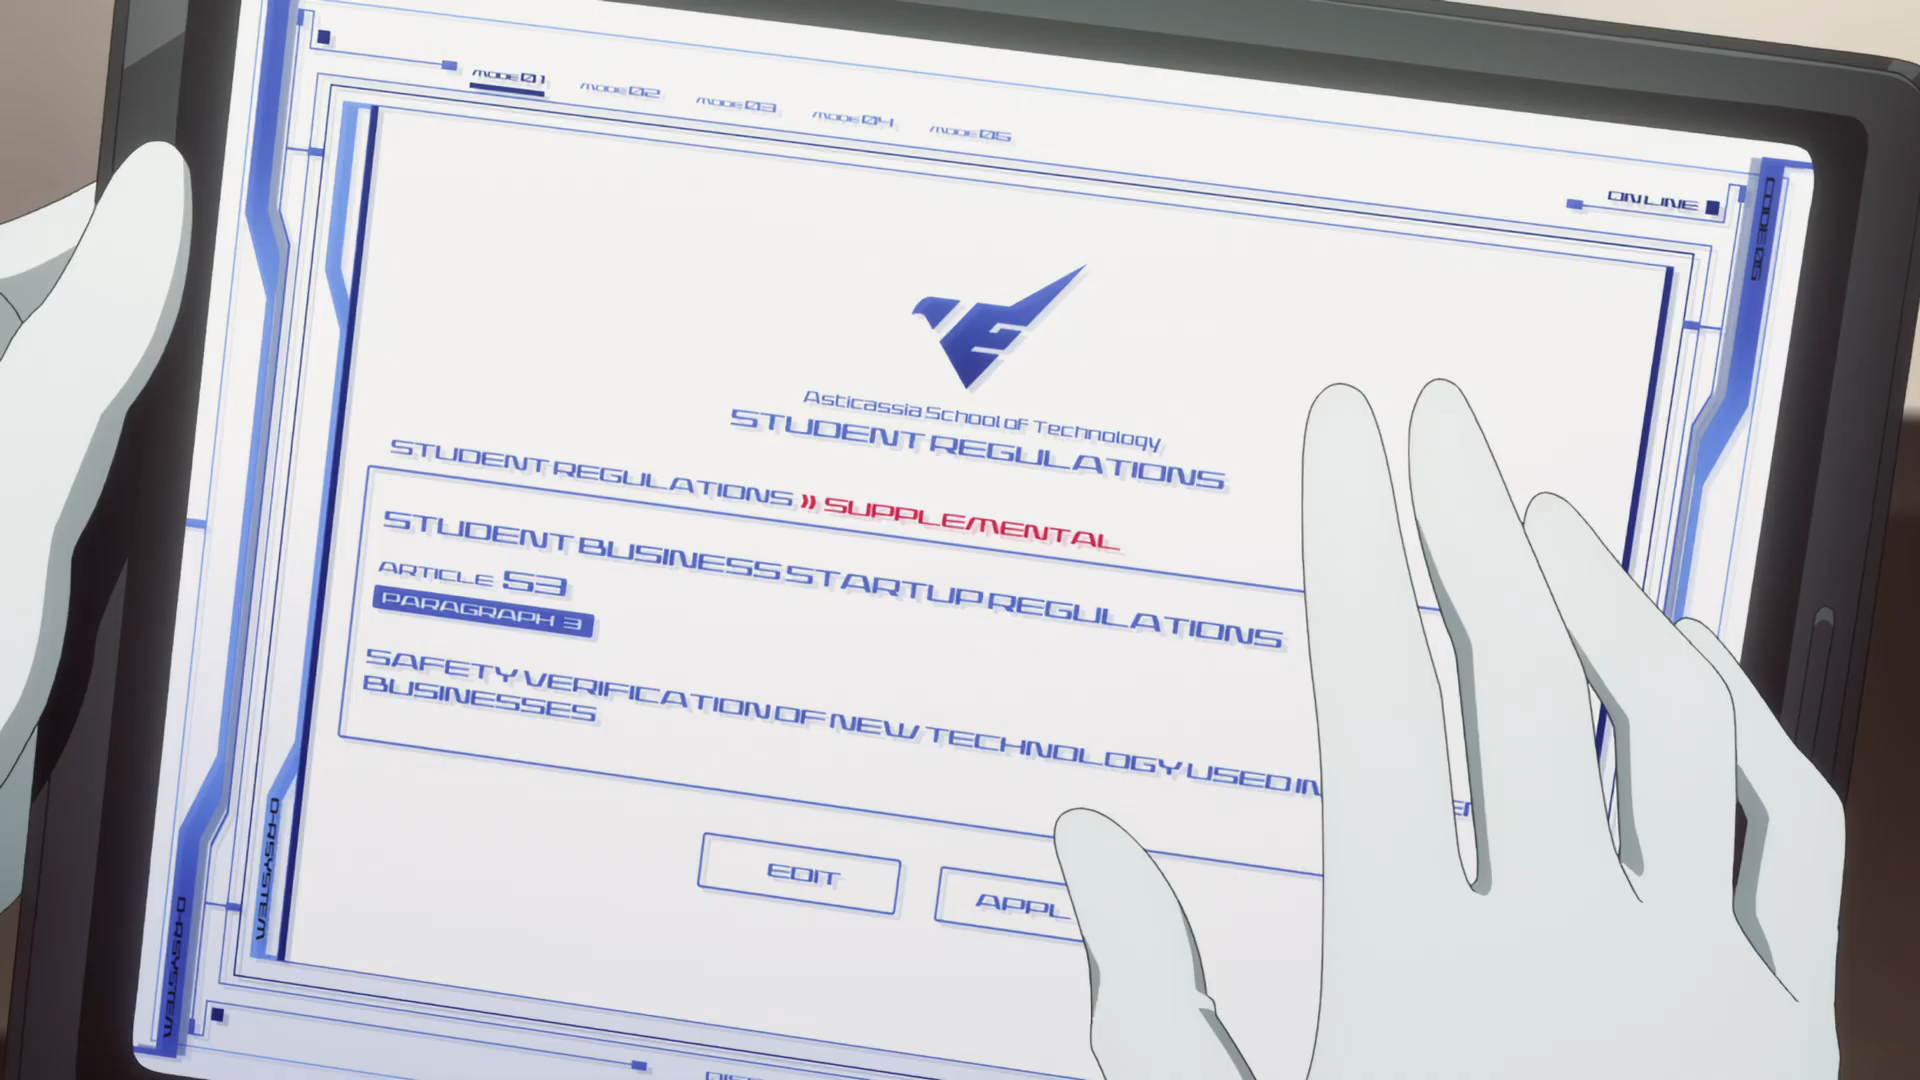 MODE 01 MODE 02 MODE 03 MODE 04 MODE 05
ONLINE
CODE 05
Asticassia School of Technology
STUDENT REGULATIONS
STUDENT REGULATIONS » SUPPLEMENTAL
STUDENT BUSINESS STARTUP REGULATIONS
ARTICLE 53
PARAGRAPH 3
SAFETY VERIFICATION OF NEW TECHNOLOGY USED IN
BUSINESSES
EDIT
APPL